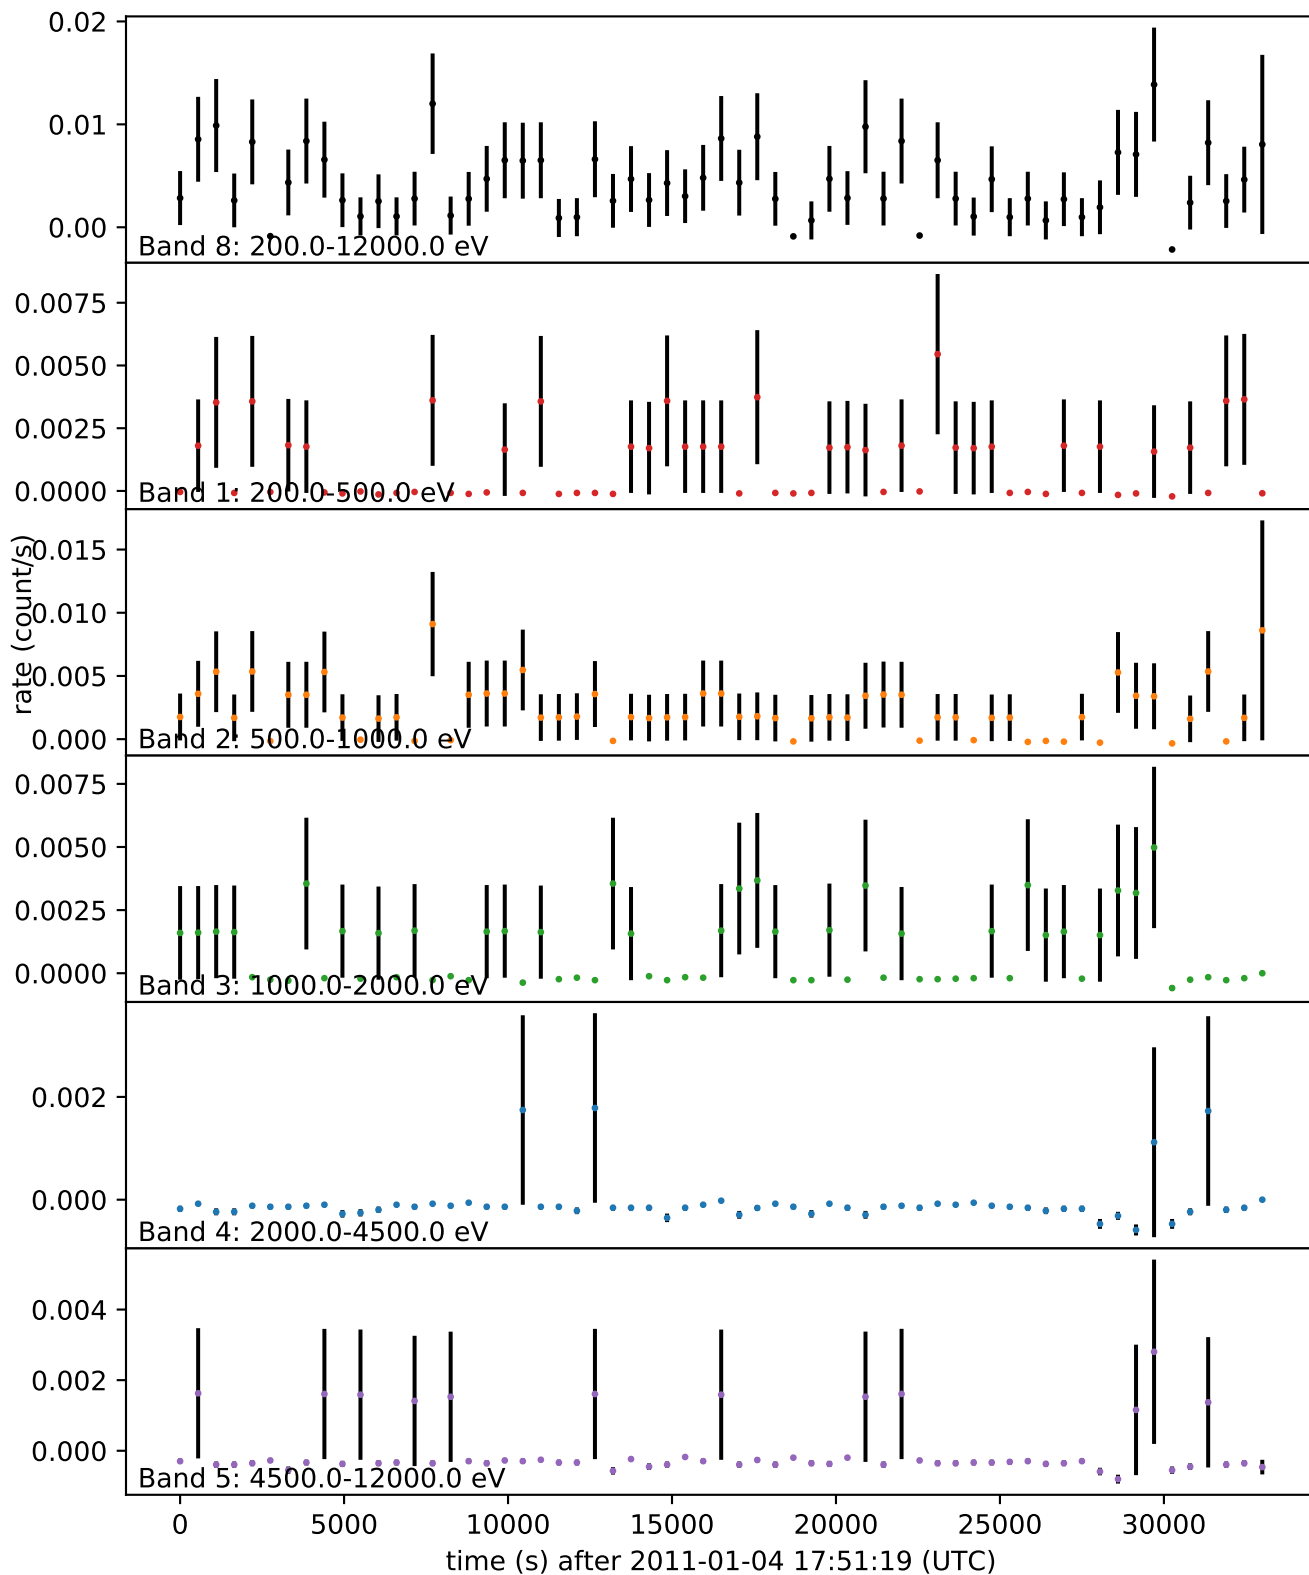 0.02
0.01
0.00
Band 8: 200.0-12000.0 eV
0.0075
0.0050
0.0025
0.0000
Band 1: 200.0-500.0 eV
rate (count/s)
0.015
0.010
0.005
0.000
Band 2: 500.0-1000.0 eV
0.0075
0.0050
0.0025
0.0000
Band 3: 1000.0-2000.0 eV
0.002
0.000
Band 4: 2000.0-4500.0 eV
0.004
0.002
0.000
Band 5: 4500.0-12000.0 eV
0 5000 10000 15000 20000 25000 30000
time (s) after 2011-01-04 17:51:19 (UTC)